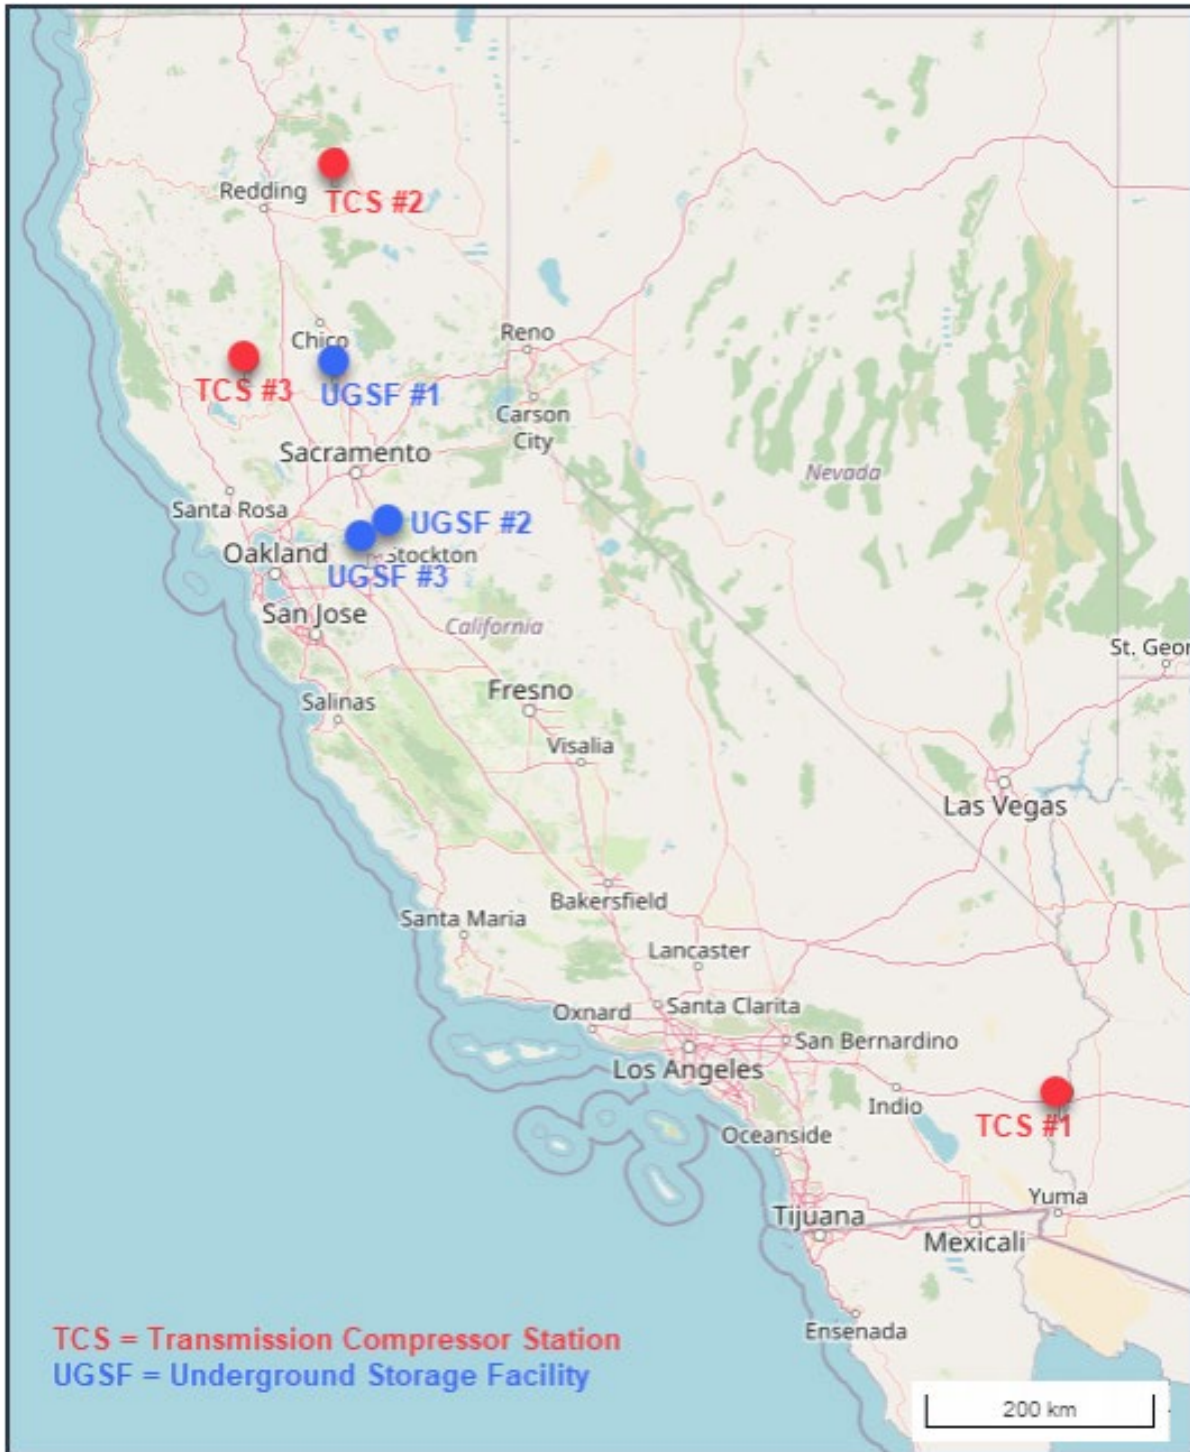 Redding
TCS #2
Chico
Reno
TCS #3
UGSF #1
Carson
City
Sacramento
Nevada
Santa Rosa
UGSF #2
Oakland
Stockton
UGSF #3
San Jose
California
St. Geor
Salinas
Fresno
Visalia
Las Vegas
Bakersfield
Santa Maria
Lancaster
Oxnard
Santa Clarita
San Bernardino
Los Angeles
Indio
TCS #1
Oceanside
Yuma
Tijuana
Mexicali
Ensenada
TCS = Transmission Compressor Station
UGSF = Underground Storage Facility
200 km